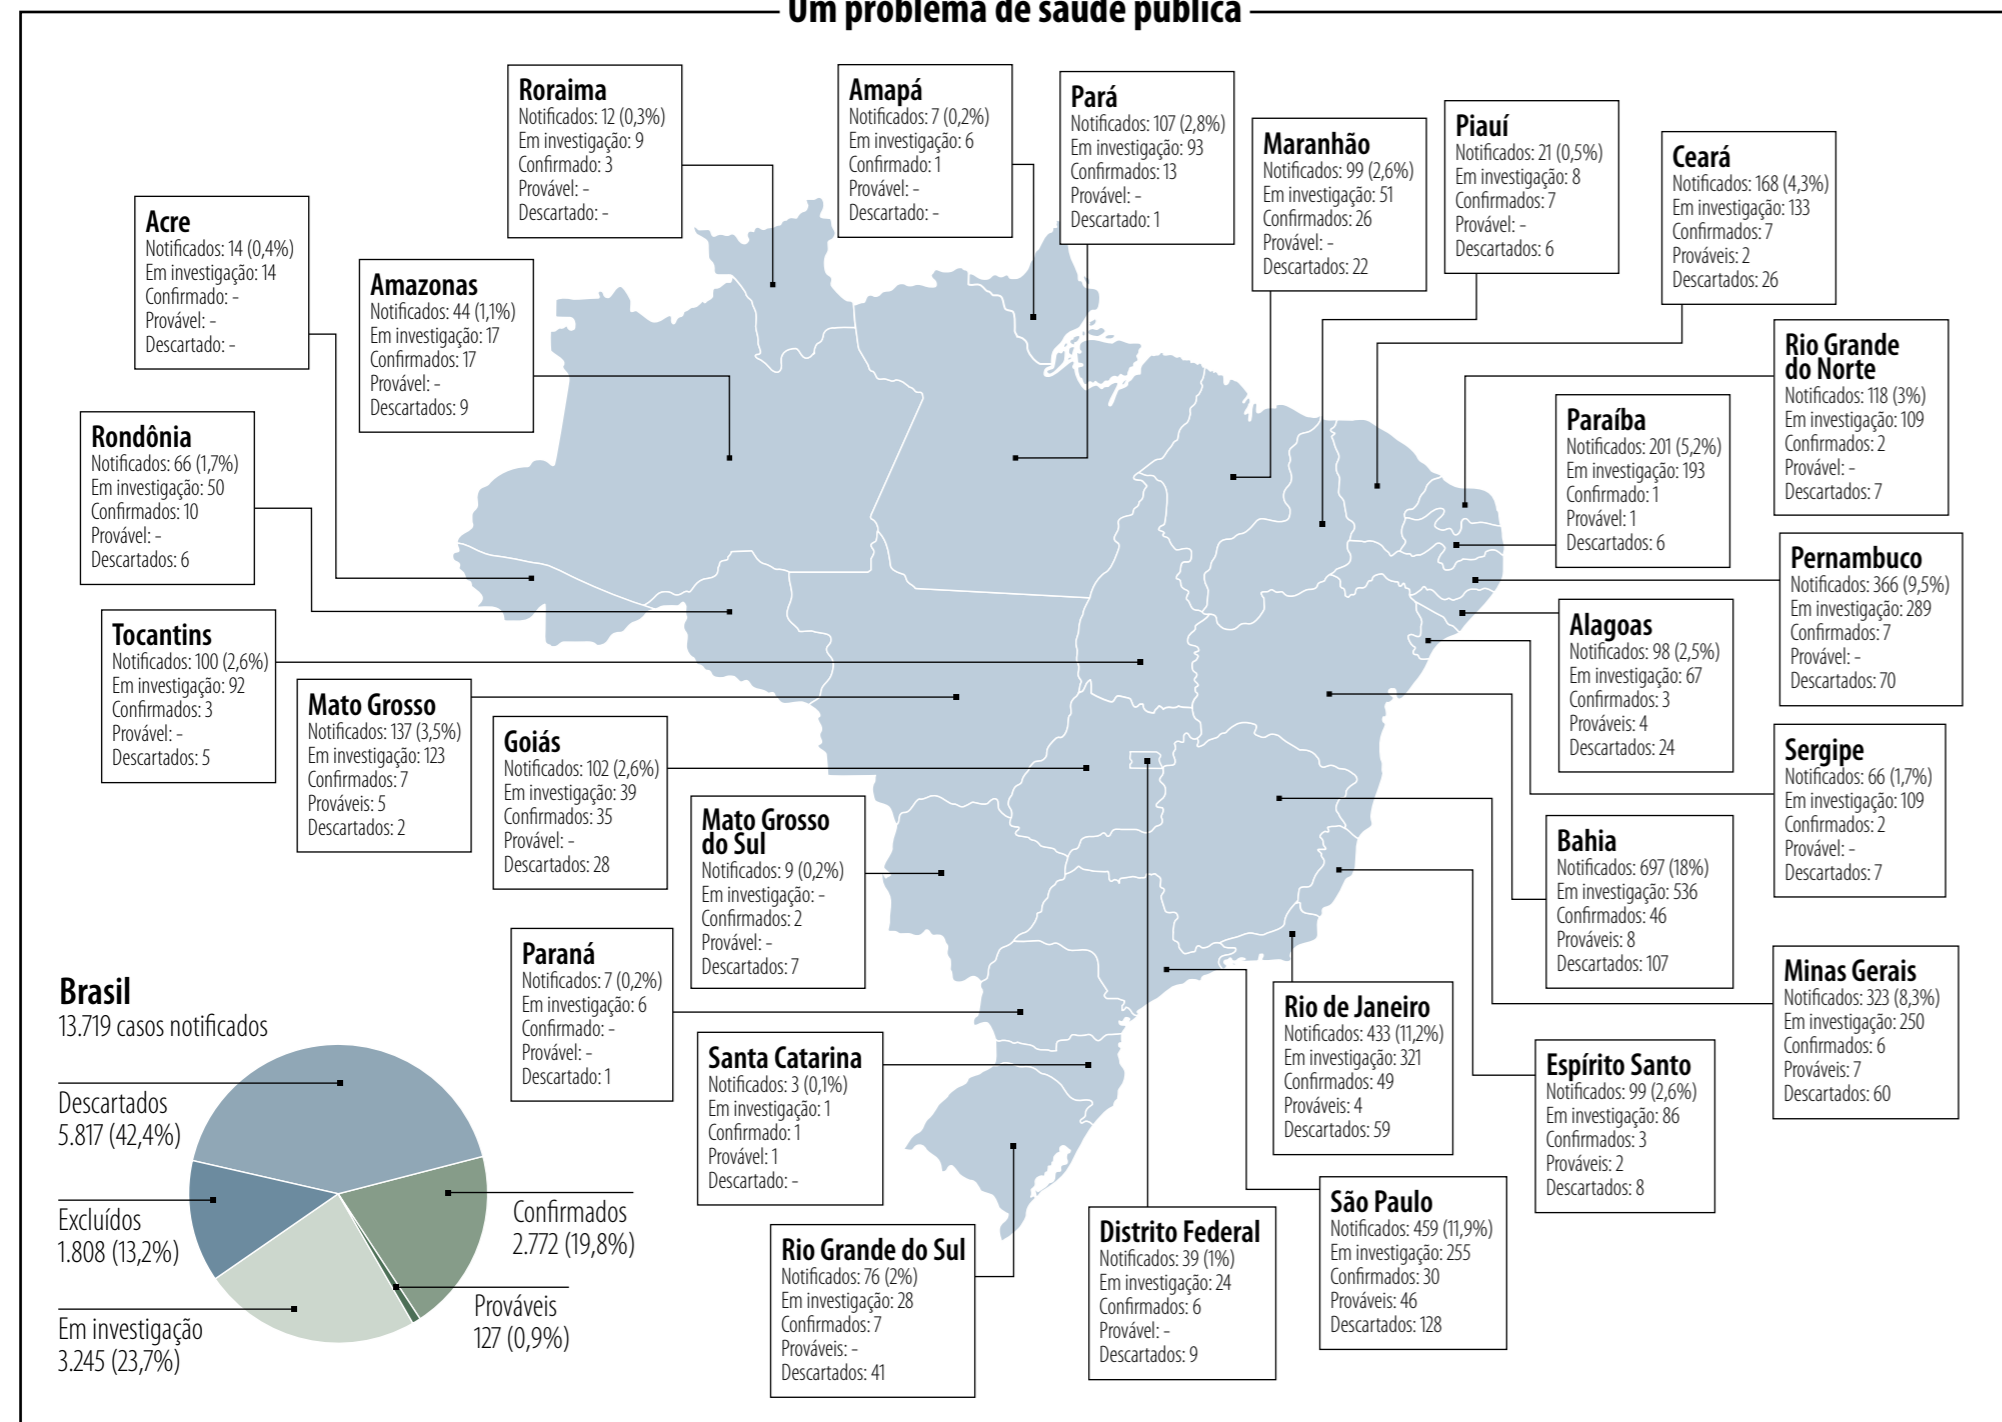 Um problema de saúde pública
Roraima
Notificados: 12 (0,3%)
Em investigação: 9
Confirmado: 3
Provável: -
Descartado: -
Amapá
Notificados: 7 (0,2%)
Em investigação: 6
Confirmado: 1
Provável: -
Descartado: -
Pará
Notificados: 107 (2,8%)
Em investigação: 93
Confirmados: 13
Provável: -
Descartado: 1
Maranhão
Notificados: 99 (2,6%)
Em investigação: 51
Confirmados: 26
Provável: -
Descartados: 22
Piauí
Notificados: 21 (0,5%)
Em investigação: 8
Confirmados: 7
Provável: -
Descartados: 6
Ceará
Notificados: 168 (4,3%)
Em investigação: 133
Confirmados: 7
Prováveis: 2
Descartados: 26
Acre
Notificados: 14 (0,4%)
Em investigação: 14
Confirmado: -
Provável: -
Descartado: -
Amazonas
Notificados: 44 (1,1%)
Em investigação: 17
Confirmados: 17
Provável: -
Descartados: 9
Rio Grande
do Norte
Notificados: 118 (3%)
Em investigação: 109
Confirmados: 2
Provável: -
Descartados: 7
Paraíba
Notificados: 201 (5,2%)
Em investigação: 193
Confirmado: 1
Provável: 1
Descartados: 6
Rondônia
Notificados: 66 (1,7%)
Em investigação: 50
Confirmados: 10
Provável: -
Descartados: 6
Pernambuco
Notificados: 366 (9,5%)
Em investigação: 289
Confirmados: 7
Provável: -
Descartados: 70
Alagoas
Notificados: 98 (2,5%)
Em investigação: 67
Confirmados: 3
Prováveis: 4
Descartados: 24
Tocantins
Notificados: 100 (2,6%)
Em investigação: 92
Confirmados: 3
Provável: -
Descartados: 5
Mato Grosso
Notificados: 137 (3,5%)
Em investigação: 123
Confirmados: 7
Prováveis: 5
Descartados: 2
Goiás
Notificados: 102 (2,6%)
Em investigação: 39
Confirmados: 35
Provável: -
Descartados: 28
Sergipe
Notificados: 66 (1,7%)
Em investigação: 109
Confirmados: 2
Provável: -
Descartados: 7
Mato Grosso
do Sul
Notificados: 9 (0,2%)
Em investigação: -
Confirmados: 2
Provável: -
Descartados: 7
Bahia
Notificados: 697 (18%)
Em investigação: 536
Confirmados: 46
Prováveis: 8
Descartados: 107
Paraná
Notificados: 7 (0,2%)
Em investigação: 6
Confirmado: -
Provável: -
Descartado: 1
Minas Gerais
Notificados: 323 (8,3%)
Em investigação: 250
Confirmados: 6
Prováveis: 7
Descartados: 60
Rio de Janeiro
Notificados: 433 (11,2%)
Em investigação: 321
Confirmados: 49
Prováveis: 4
Descartados: 59
Santa Catarina
Notificados: 3 (0,1%)
Em investigação: 1
Confirmado: 1
Provável: 1
Descartado: -
Espírito Santo
Notificados: 99 (2,6%)
Em investigação: 86
Confirmados: 3
Prováveis: 2
Descartados: 8
São Paulo
Notificados: 459 (11,9%)
Em investigação: 255
Confirmados: 30
Prováveis: 46
Descartados: 128
Distrito Federal
Notificados: 39 (1%)
Em investigação: 24
Confirmados: 6
Provável: -
Descartados: 9
Rio Grande do Sul
Notificados: 76 (2%)
Em investigação: 28
Confirmados: 7
Prováveis: -
Descartados: 41
Brasil
13.719 casos notificados
Descartados
5.817 (42,4%)
Excluídos
1.808 (13,2%)
Em investigação
3.245 (23,7%)
Confirmados
2.772 (19,8%)
Prováveis
127 (0,9%)